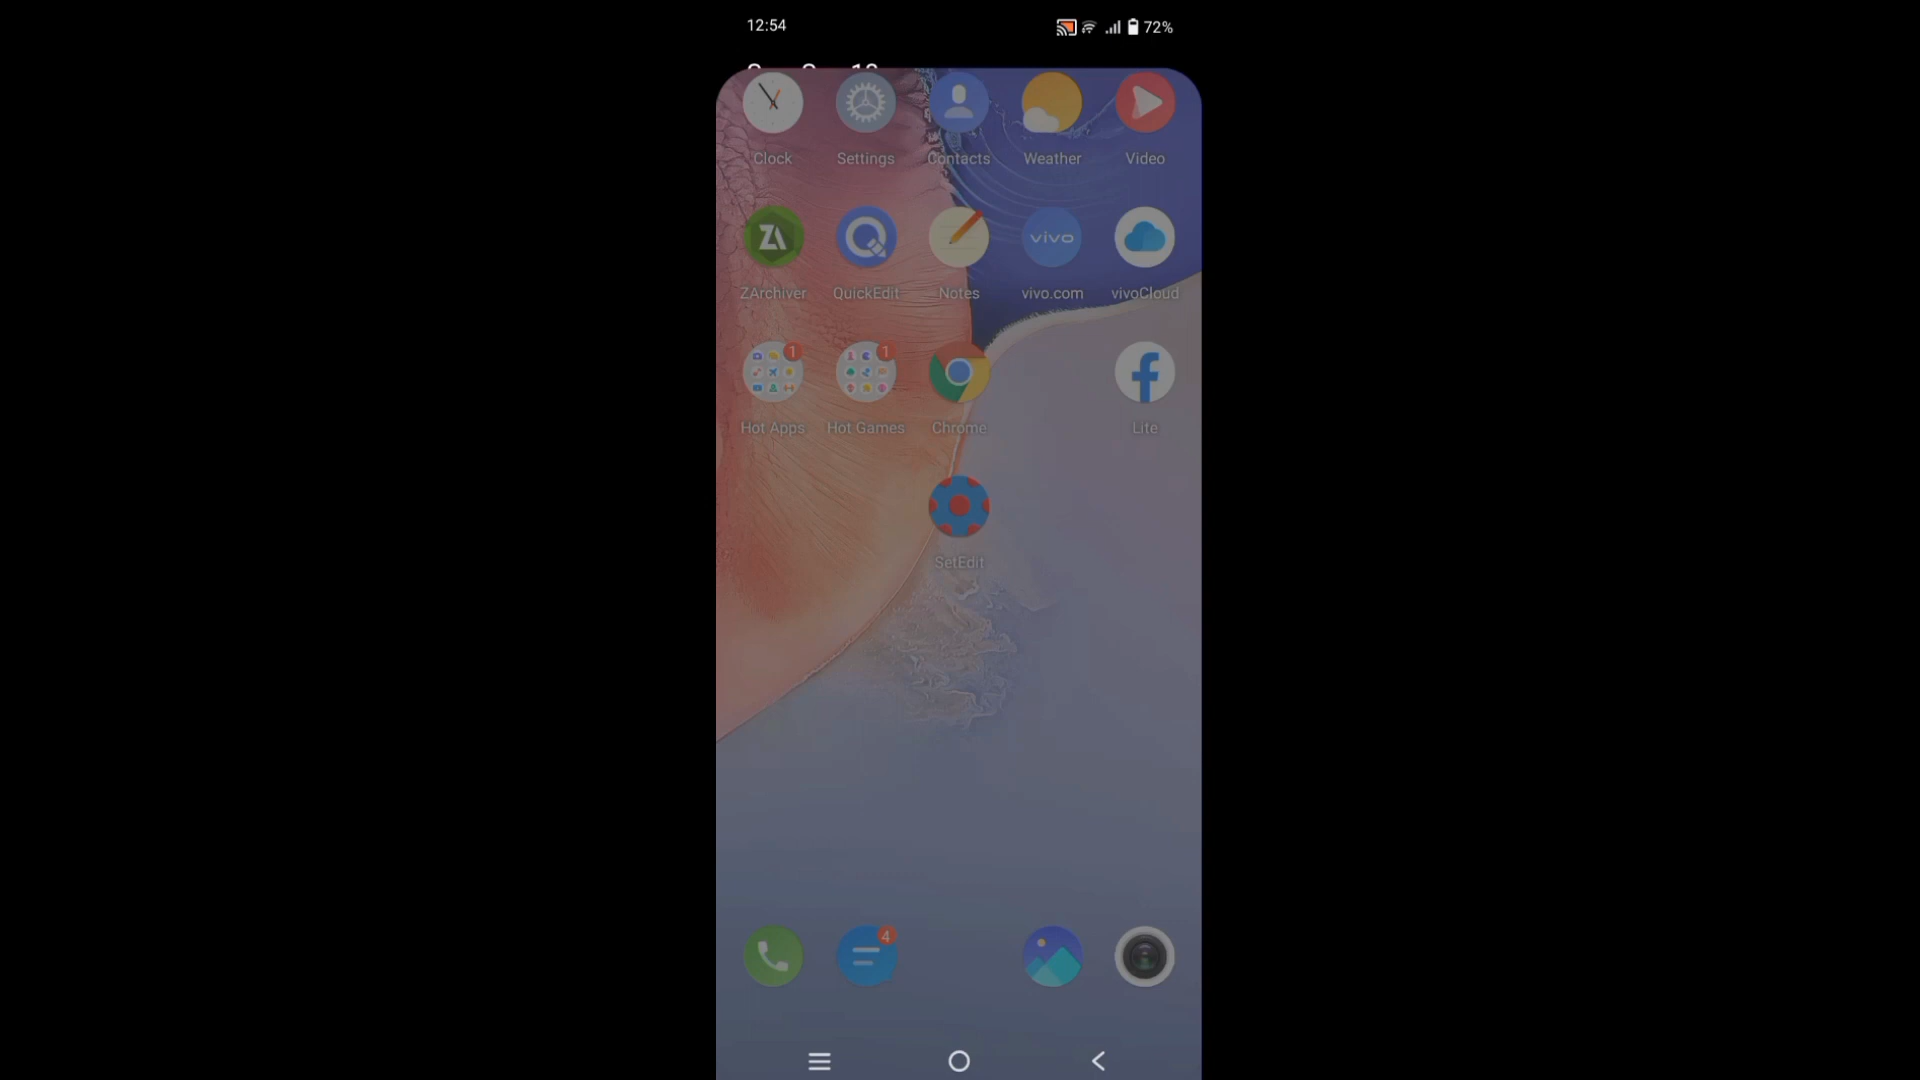 12:54 72%
Clock Settings Contacts Weather Video
vivo
ZArchiver QuickEdit Notes vivo.com vivoCloud
1 1
Hot Apps Hot Games Chrome Lite
SetEdit
4